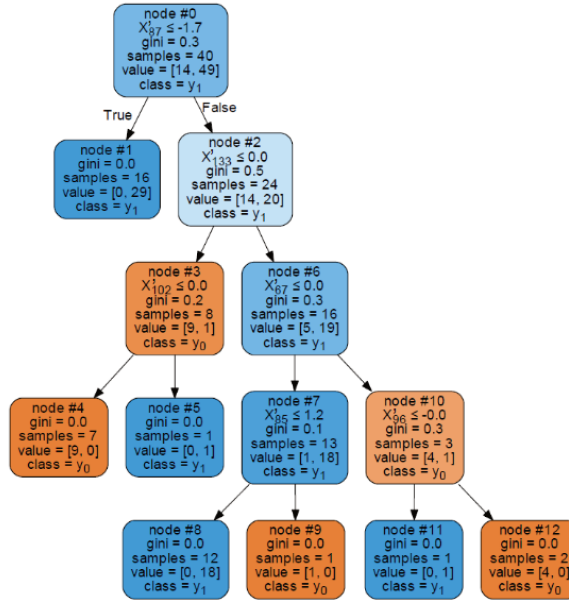 node #0
X'87 ≤ -1.7
gini = 0.3
samples = 40
value = [14, 49]
class = y1
True
False
node #1
gini = 0.0
samples = 16
value = [0, 29]
class = y1
node #2
X'133 ≤ 0.0
gini = 0.5
samples = 24
value = [14, 20]
class = y1
node #3
X'102 ≤ 0.0
gini = 0.2
samples = 8
value = [9, 1]
class = y0
node #6
X'67 ≤ 0.0
gini = 0.3
samples = 16
value = [5, 19]
class = y1
node #4
gini = 0.0
samples = 7
value = [9, 0]
class = y0
node #5
gini = 0.0
samples = 1
value = [0, 1]
class = y1
node #7
X'85 ≤ 1.2
gini = 0.1
samples = 13
value = [1, 18]
class = y1
node #10
X'96 ≤ -0.0
gini = 0.3
samples = 3
value = [4, 1]
class = y0
node #8
gini = 0.0
samples = 12
value = [0, 18]
class = y1
node #9
gini = 0.0
samples = 1
value = [1, 0]
class = y0
node #11
gini = 0.0
samples = 1
value = [0, 1]
class = y1
node #12
gini = 0.0
samples = 2
value = [4, 0]
class = y0